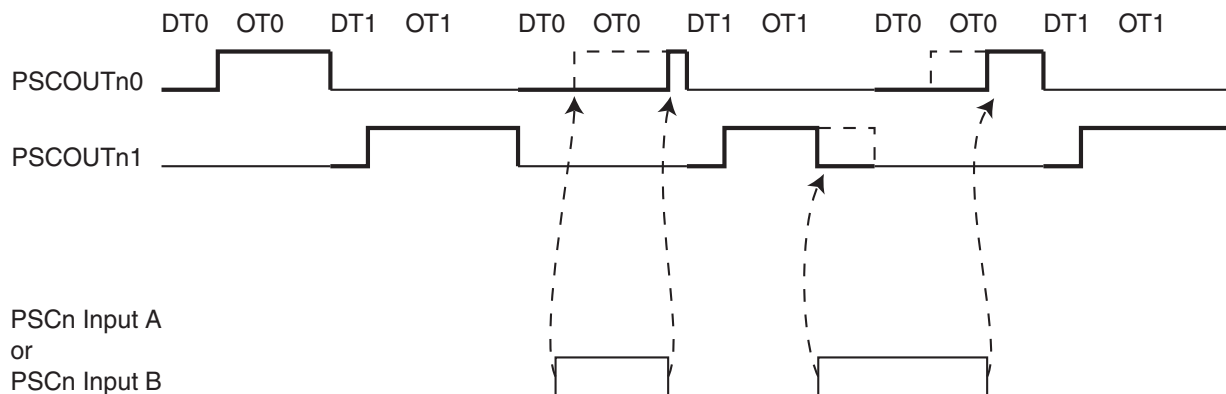 DT0 OT0 DT1 OT1 DT0 OT0 DT1 OT1 DT0 OT0 DT1 OT1
PSCOUTn0
PSCOUTn1
PSCn Input A
or
PSCn Input B